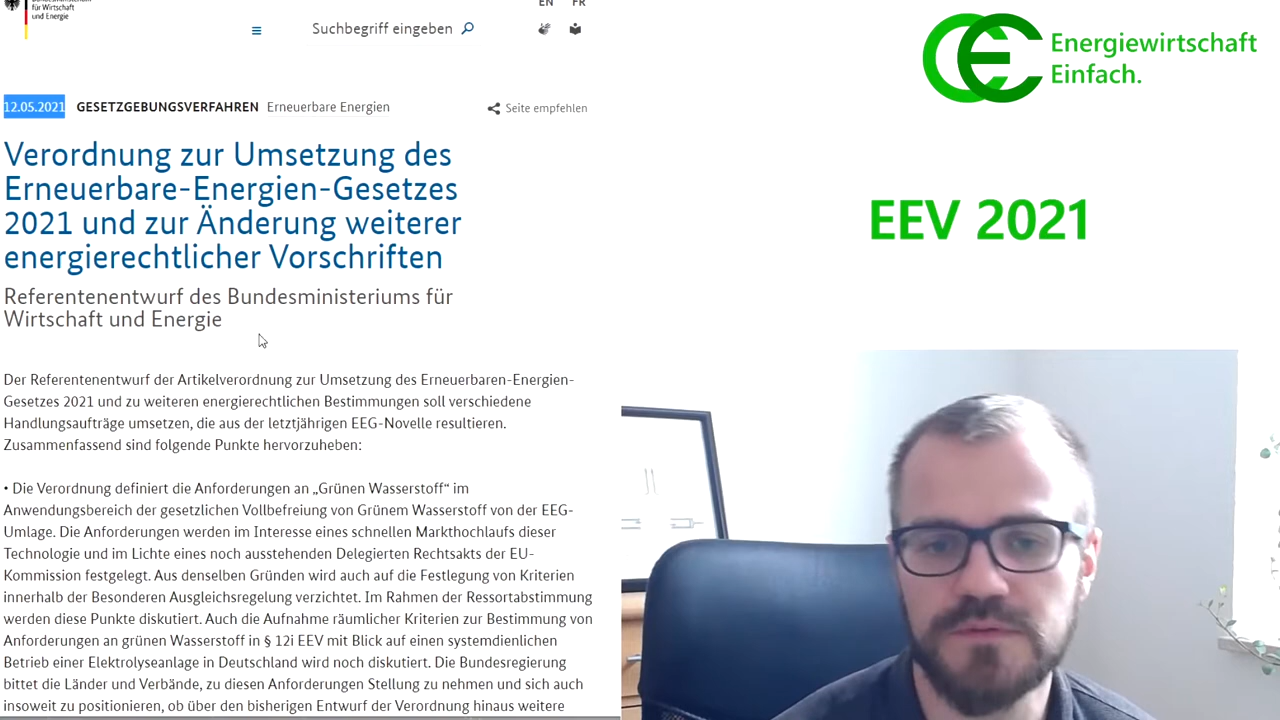 für Wirtschaft
und Energie
EN FR
Suchbegriff eingeben
12.05.2021 GESETZGEBUNGSVERFAHREN Erneuerbare Energien
Seite empfehlen
Verordnung zur Umsetzung des
Erneuerbare-Energien-Gesetzes
2021 und zur Änderung weiterer
energierechtlicher Vorschriften
Referentenentwurf des Bundesministeriums für
Wirtschaft und Energie
Der Referentenentwurf der Artikelverordnung zur Umsetzung des Erneuerbaren-Energien-
Gesetzes 2021 und zu weiteren energierechtlichen Bestimmungen soll verschiedene
Handlungsaufträge umsetzen, die aus der letztjährigen EEG-Novelle resultieren.
Zusammenfassend sind folgende Punkte hervorzuheben:
• Die Verordnung definiert die Anforderungen an „Grünen Wasserstoff“ im
Anwendungsbereich der gesetzlichen Vollbefreiung von Grünem Wasserstoff von der EEG-
Umlage. Die Anforderungen werden im Interesse eines schnellen Markthochlaufs dieser
Technologie und im Lichte eines noch ausstehenden Delegierten Rechtsakts der EU-
Kommission festgelegt. Aus denselben Gründen wird auch auf die Festlegung von Kriterien
innerhalb der Besonderen Ausgleichsregelung verzichtet. Im Rahmen der Ressortabstimmung
werden diese Punkte diskutiert. Auch die Aufnahme räumlicher Kriterien zur Bestimmung von
Anforderungen an grünen Wasserstoff in § 12i EEV mit Blick auf einen systemdienlichen
Betrieb einer Elektrolyseanlage in Deutschland wird noch diskutiert. Die Bundesregierung
bittet die Länder und Verbände, zu diesen Anforderungen Stellung zu nehmen und sich auch
insoweit zu positionieren, ob über den bisherigen Entwurf der Verordnung hinaus weitere
Energiewirtschaft
Einfach.
EEV 2021